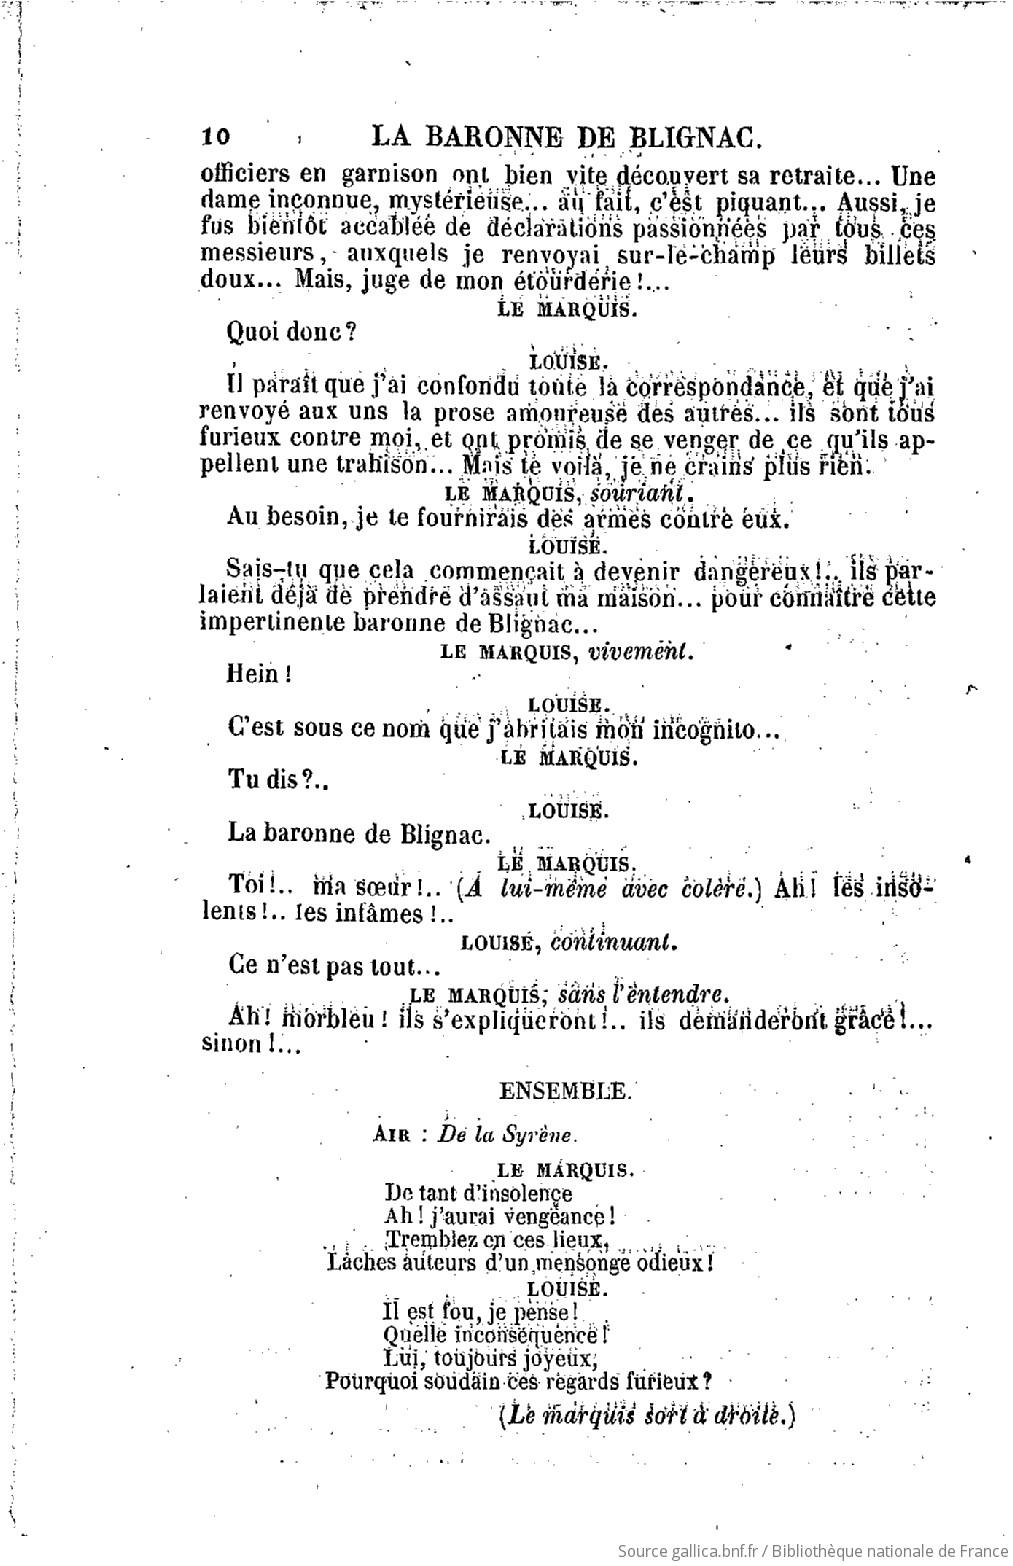 10 LA BARONNE DE BLIGNAC.
officiers en garnison ont bien vite découvert sa retraite... Une
dame inconnue, mystérieuse... au fait, c'est piquant... Aussi, je
fus bientôt accablée de déclarations passionnées par tous ces
messieurs, auxquels je renvoyai sur-le-champ leurs billets
doux... Mais, juge de mon étourderie !...
LE MARQUIS.
Quoi donc ?
LOUISE.
Il paraît que j'ai confondu toute la correspondance, et que j'ai
renvoyé aux uns la prose amoureuse des autres... ils sont tous
furieux contre moi, et ont promis de se venger de ce qu'ils ap-
pellent une trahison... Mais te voilà, je ne crains plus rien.
LE MARQUIS, souriant.
Au besoin, je te fournirais des armes contre eux.
LOUISE.
Sais-tu que cela commençait à devenir dangereux !.. ils par-
laient déjà de prendre d'assaut ma maison... pour connaître cette
impertinente baronne de Blignac...
LE MARQUIS, vivement.
Hein !
LOUISE.
C'est sous ce nom que j'abritais mon incognito...
LE MARQUIS.
Tu dis ?..
LOUISE.
La baronne de Blignac.
LE MARQUIS.
Toi !.. ma sœur !.. (A lui-même avec colère.) Ah ! les inso-
lents !.. les infâmes !..
LOUISE, continuant.
Ce n'est pas tout...
LE MARQUIS, sans l'entendre.
Ah ! morbleu ! ils s'expliqueront !.. ils demanderont grâce !...
sinon !...
ENSEMBLE.
AIR : De la Syrène.
LE MARQUIS.
De tant d'insolence
Ah ! j'aurai vengeance !
Tremblez en ces lieux,
Lâches auteurs d'un mensonge odieux !
LOUISE.
Il est fou, je pense !
Quelle inconséquence !
Lui, toujours joyeux,
Pourquoi soudain ces regards furieux ?
(Le marquis sort à droite.)
Source gallica.bnf.fr / Bibliothèque nationale de France